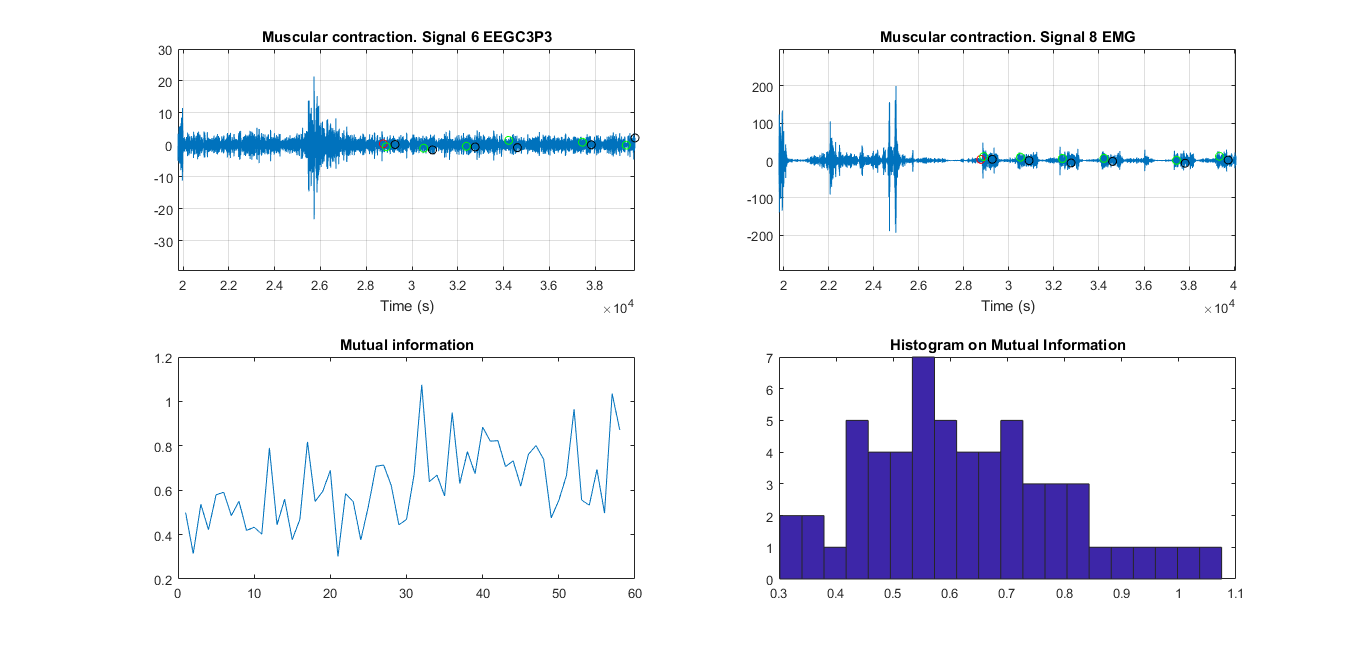 Muscular contraction. Signal 6 EEGC3P3
30
20
10
0
-10
-20
-30
2 2.2 2.4 2.6 2.8 3 3.2 3.4 3.6 3.8
Time (s)
×10^4
Muscular contraction. Signal 8 EMG
200
100
0
-100
-200
2 2.2 2.4 2.6 2.8 3 3.2 3.4 3.6 3.8 4
Time (s)
×10^4
Mutual information
1.2
1
0.8
0.6
0.4
0.2
0 10 20 30 40 50 60
Histogram on Mutual Information
7
6
5
4
3
2
1
0
0.3 0.4 0.5 0.6 0.7 0.8 0.9 1 1.1